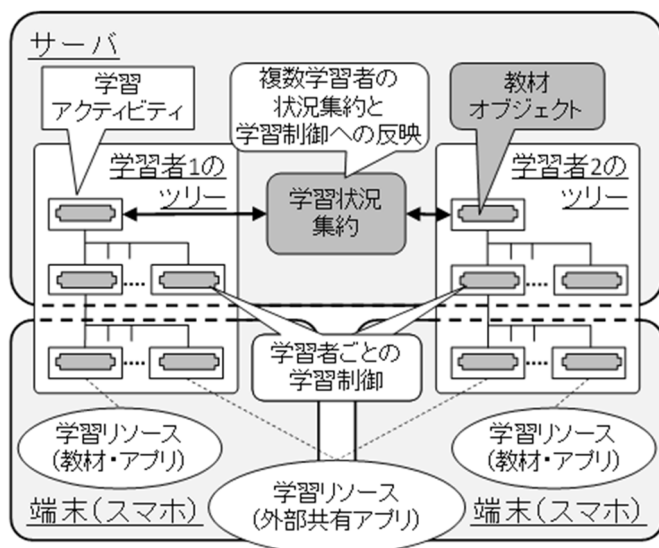 サーバ
学習
アクティビティ
複数学習者の
状況集約と
学習制御への反映
教材
オブジェクト
学習者1の
ツリー
学習状況
集約
学習者2の
ツリー
学習者ごとの
学習制御
学習リソース
(教材・アプリ)
学習リソース
(教材・アプリ)
学習リソース
(外部共有アプリ)
端末(スマホ)
端末(スマホ)